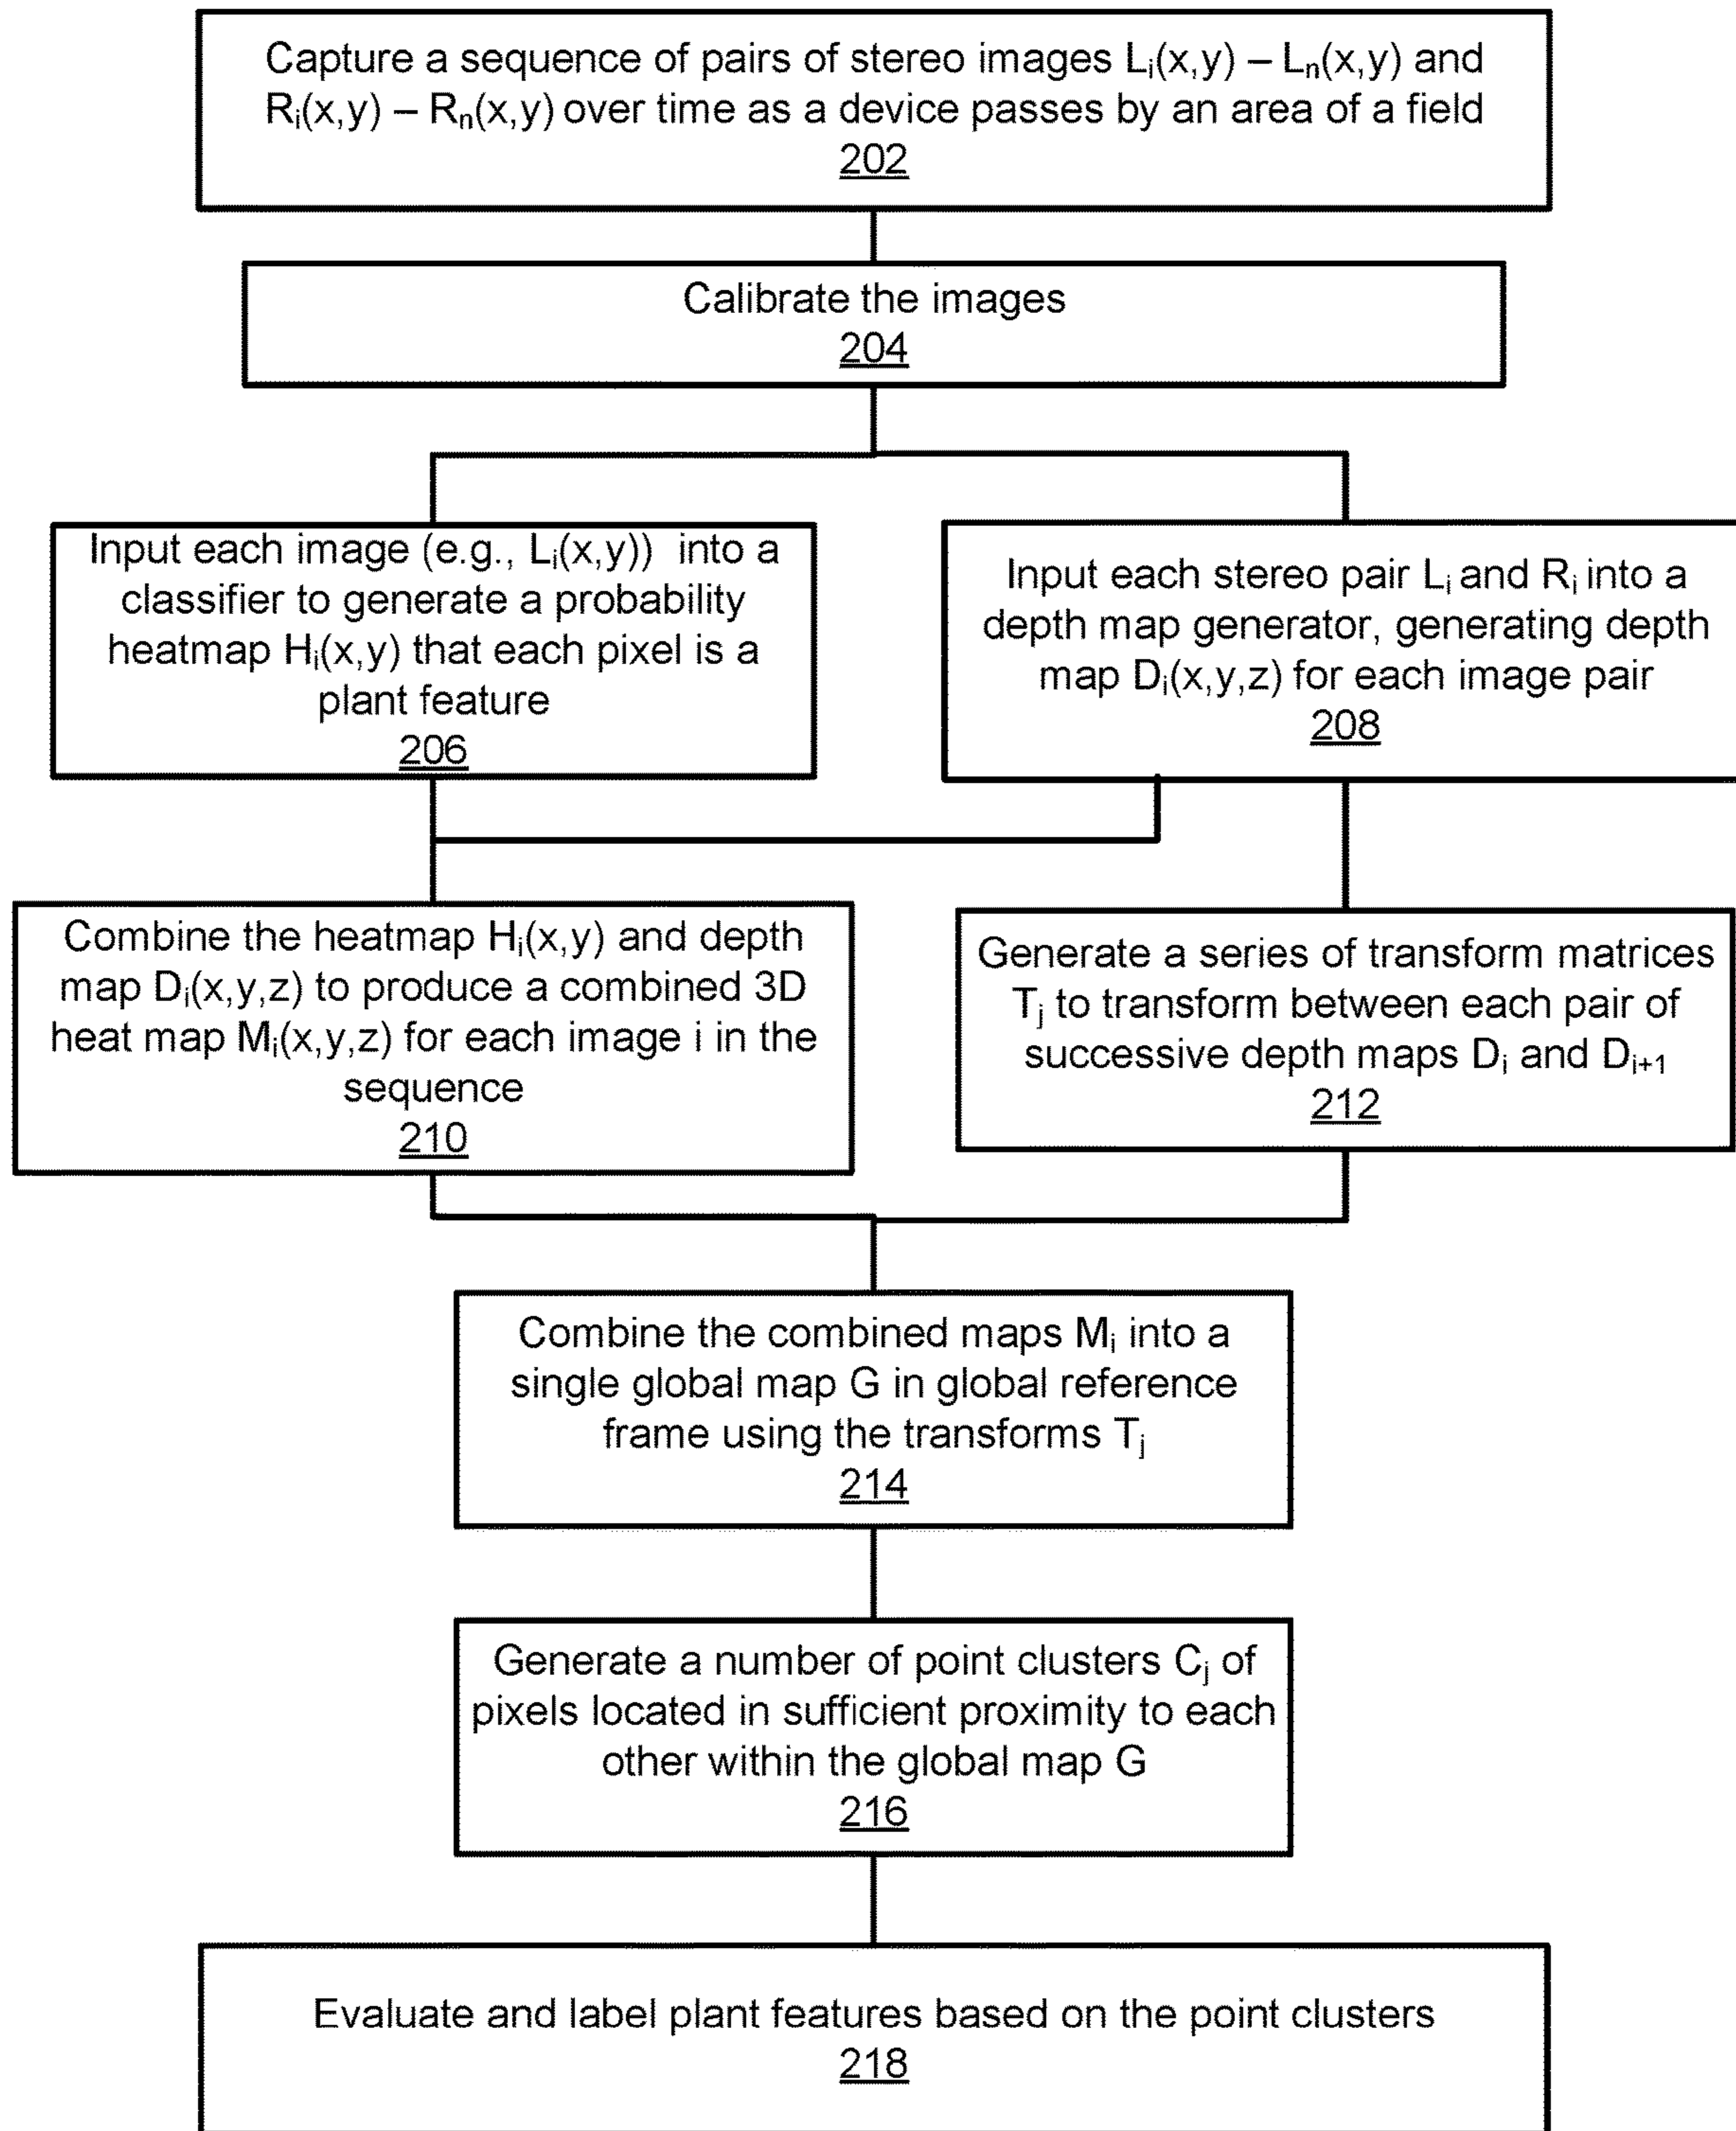 Capture a sequence of pairs of stereo images Lᵢ(x,y) – Lₙ(x,y) and
Rᵢ(x,y) – Rₙ(x,y) over time as a device passes by an area of a field
202
Calibrate the images
204
Input each image (e.g., Lᵢ(x,y)) into a
classifier to generate a probability
heatmap Hᵢ(x,y) that each pixel is a
plant feature
206
Input each stereo pair Lᵢ and Rᵢ into a
depth map generator, generating depth
map Dᵢ(x,y,z) for each image pair
208
Combine the heatmap Hᵢ(x,y) and depth
map Dᵢ(x,y,z) to produce a combined 3D
heat map Mᵢ(x,y,z) for each image i in the
sequence
210
Generate a series of transform matrices
Tⱼ to transform between each pair of
successive depth maps Dᵢ and Dᵢ₊₁
212
Combine the combined maps Mᵢ into a
single global map G in global reference
frame using the transforms Tⱼ
214
Generate a number of point clusters Cⱼ of
pixels located in sufficient proximity to each
other within the global map G
216
Evaluate and label plant features based on the point clusters
218